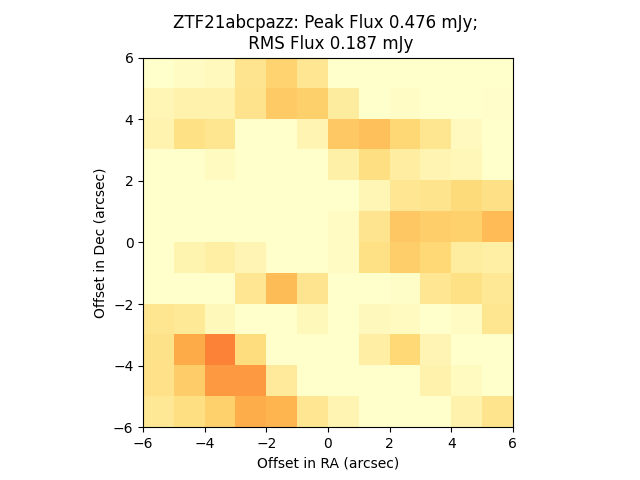 ZTF21abcpazz: Peak Flux 0.476 mJy;
RMS Flux 0.187 mJy
6
4
2
0
−2
−4
−6
Offset in Dec (arcsec)
−6 −4 −2 0 2 4 6
Offset in RA (arcsec)